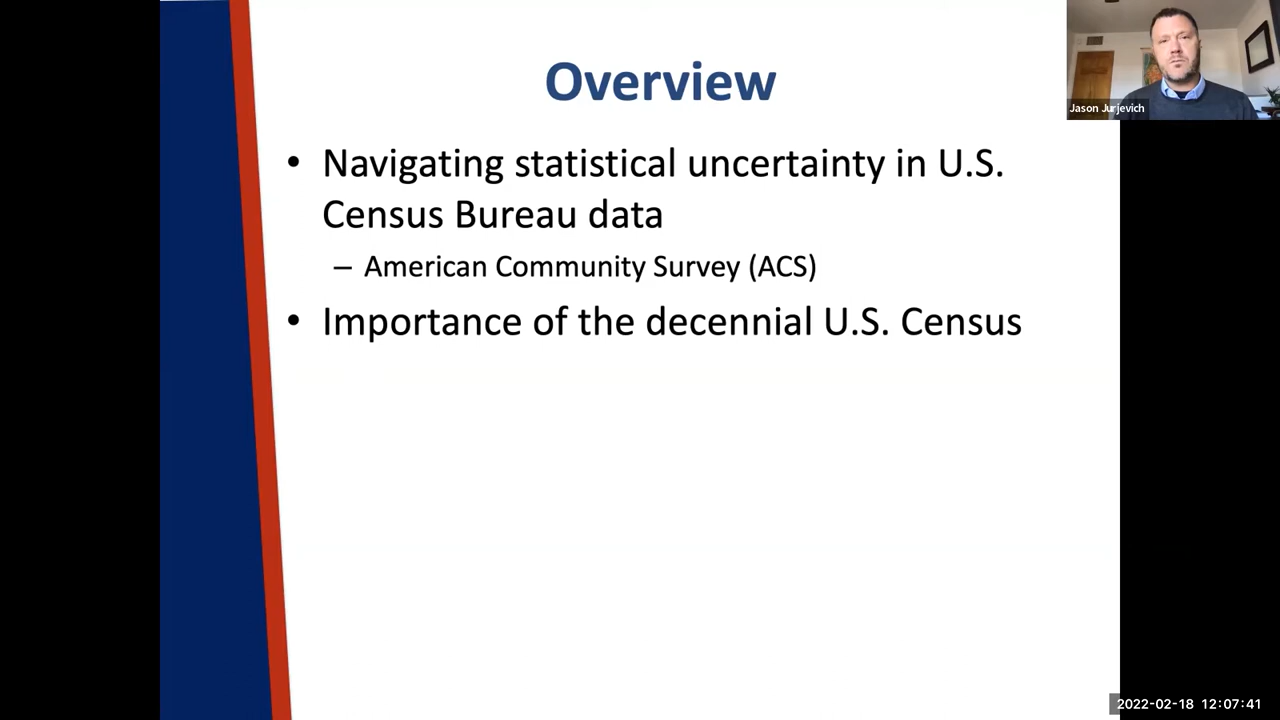 Overview
Jason Jurjevich
• Navigating statistical uncertainty in U.S.
Census Bureau data
– American Community Survey (ACS)
• Importance of the decennial U.S. Census
2022-02-18 12:07:41